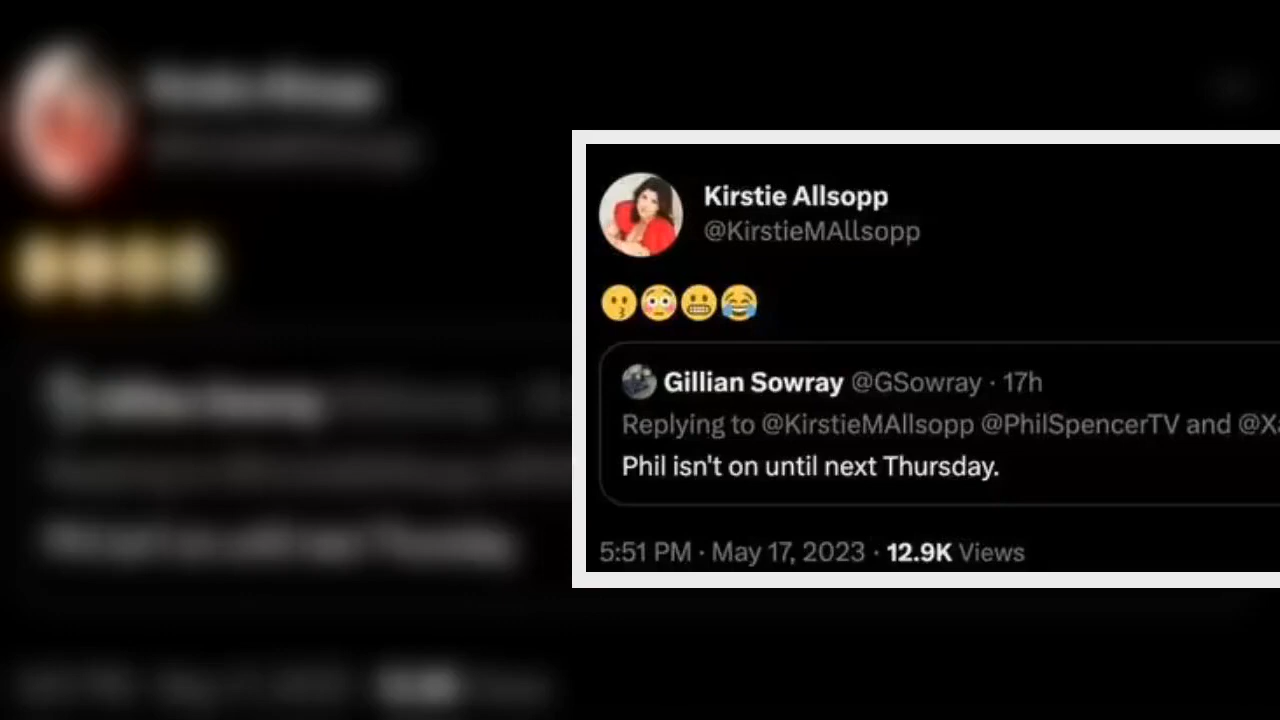 Kirstie Allsopp
@KirstieMAllsopp
😗😳😬😂
Gillian Sowray @GSowray · 17h
Replying to @KirstieMAllsopp @PhilSpencerTV and
Phil isn't on until next Thursday.
5:51 PM · May 17, 2023 · 12.9K Views